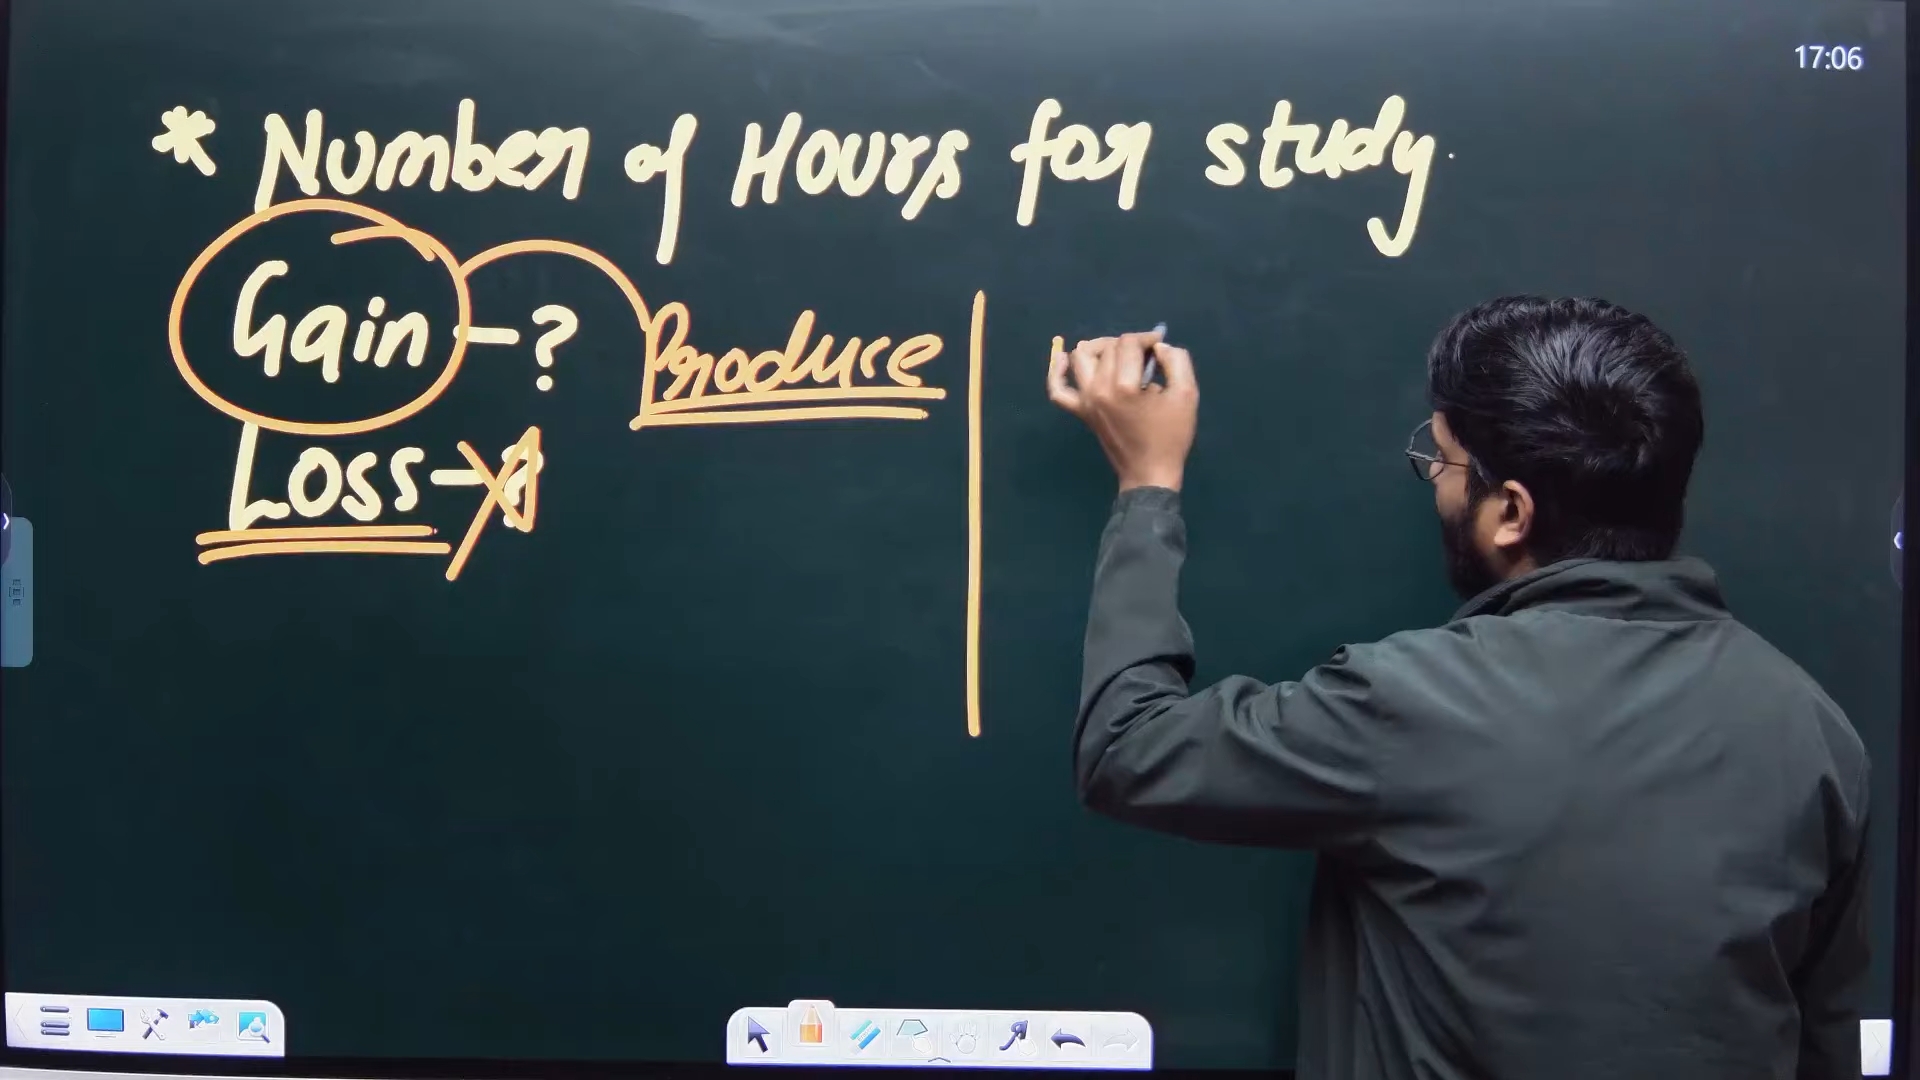 17:06
* Number of Hours for study.
Gain - ? Produce
Loss - ?